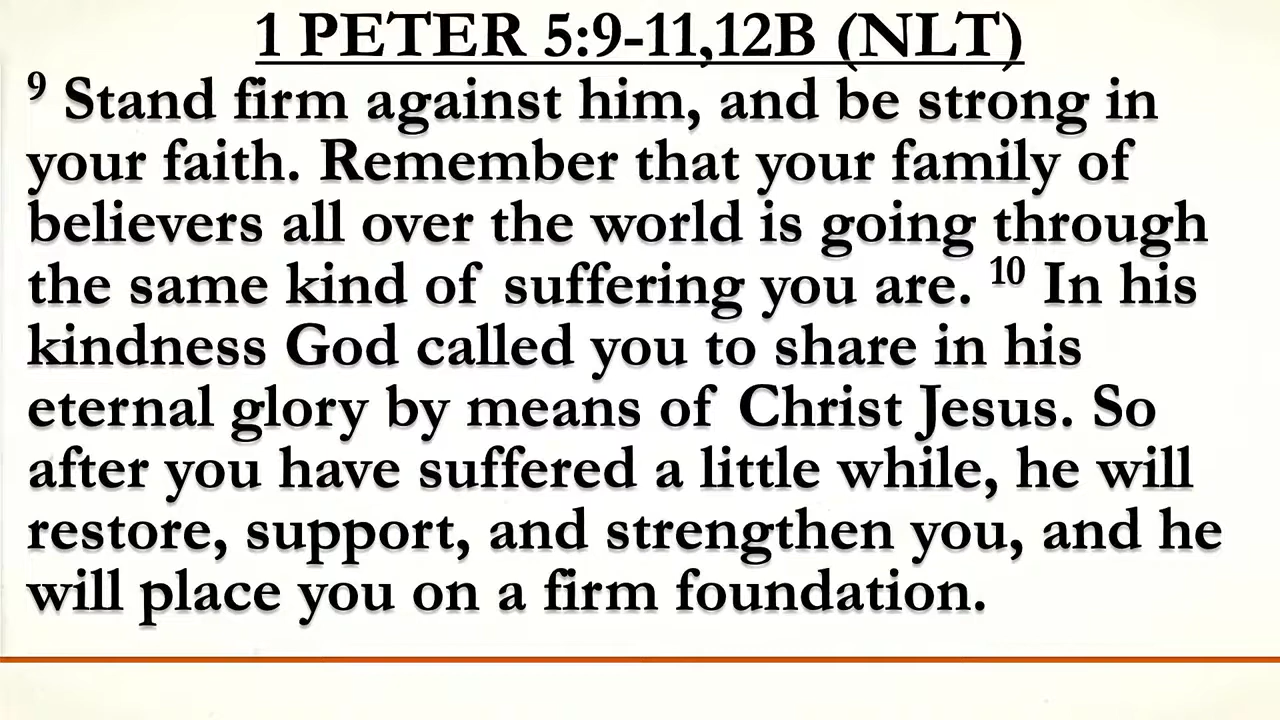 1 PETER 5:9-11,12B (NLT)
⁹ Stand firm against him, and be strong in
your faith. Remember that your family of
believers all over the world is going through
the same kind of suffering you are. ¹⁰ In his
kindness God called you to share in his
eternal glory by means of Christ Jesus. So
after you have suffered a little while, he will
restore, support, and strengthen you, and he
will place you on a firm foundation.